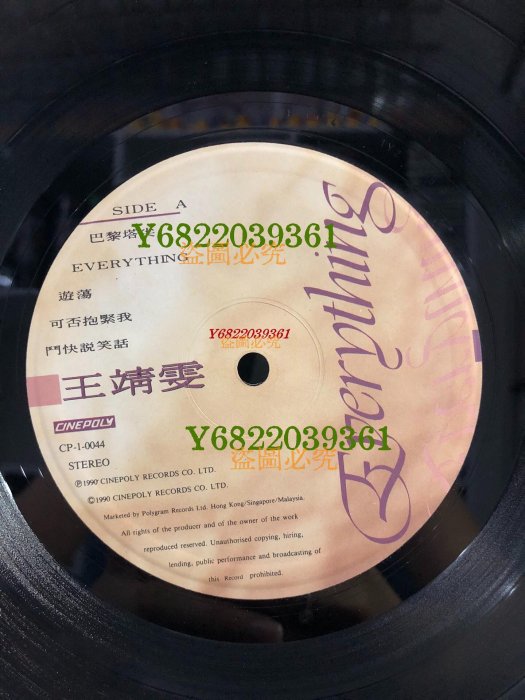 SIDE A
巴黎塔尖
EVERYTHING
遊蕩
可否抱緊我
鬥快說笑話
王靖雯
CINEPOLY
CP-1-0044
STEREO
Ⓟ1990 CINEPOLY RECORDS CO. LTD.
©1990 CINEPOLY RECORDS CO. LTD.
Marketed by Polygram Records Ltd. Hong Kong/Singapore/Malaysia.
All rights of the producer and of the owner of the work
reproduced reserved. Unauthorised copying, hiring,
lending, public performance and broadcasting of
this Record prohibited.
Everything
Y6822039361
盜圖必究
Y6822039361
盜圖必究
Y6822039361
盜圖必究